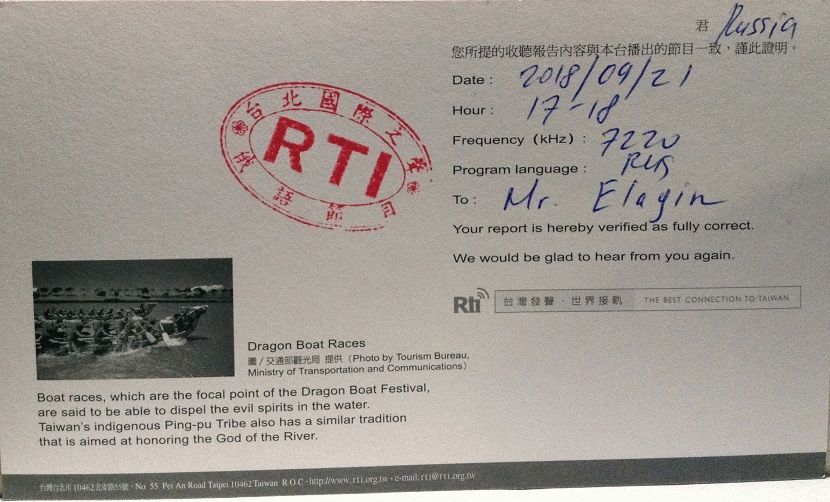 君 Russia
您所提的收聽報告內容與本台播出的節目一致，謹此證明。
Date : 2018/09/21
Hour : 17-18
Frequency (kHz) : 7220
Program language : RUS
To : Mr. Elagin
Your report is hereby verified as fully correct.
We would be glad to hear from you again.
Rti 台灣發聲・世界接軌 THE BEST CONNECTION TO TAIWAN
台北國際之聲
RTI
俄語節目
Dragon Boat Races
圖／交通部觀光局 提供（Photo by Tourism Bureau,
Ministry of Transportation and Communications）
Boat races, which are the focal point of the Dragon Boat Festival,
are said to be able to dispel the evil spirits in the water.
Taiwan's indigenous Ping-pu Tribe also has a similar tradition
that is aimed at honoring the God of the River.
台灣台北市10462北安路55號・No 55 Pei An Road Taipei 10462 Taiwan R O C・http://www.rti.org.tw・e-mail:rti@rti.org.tw